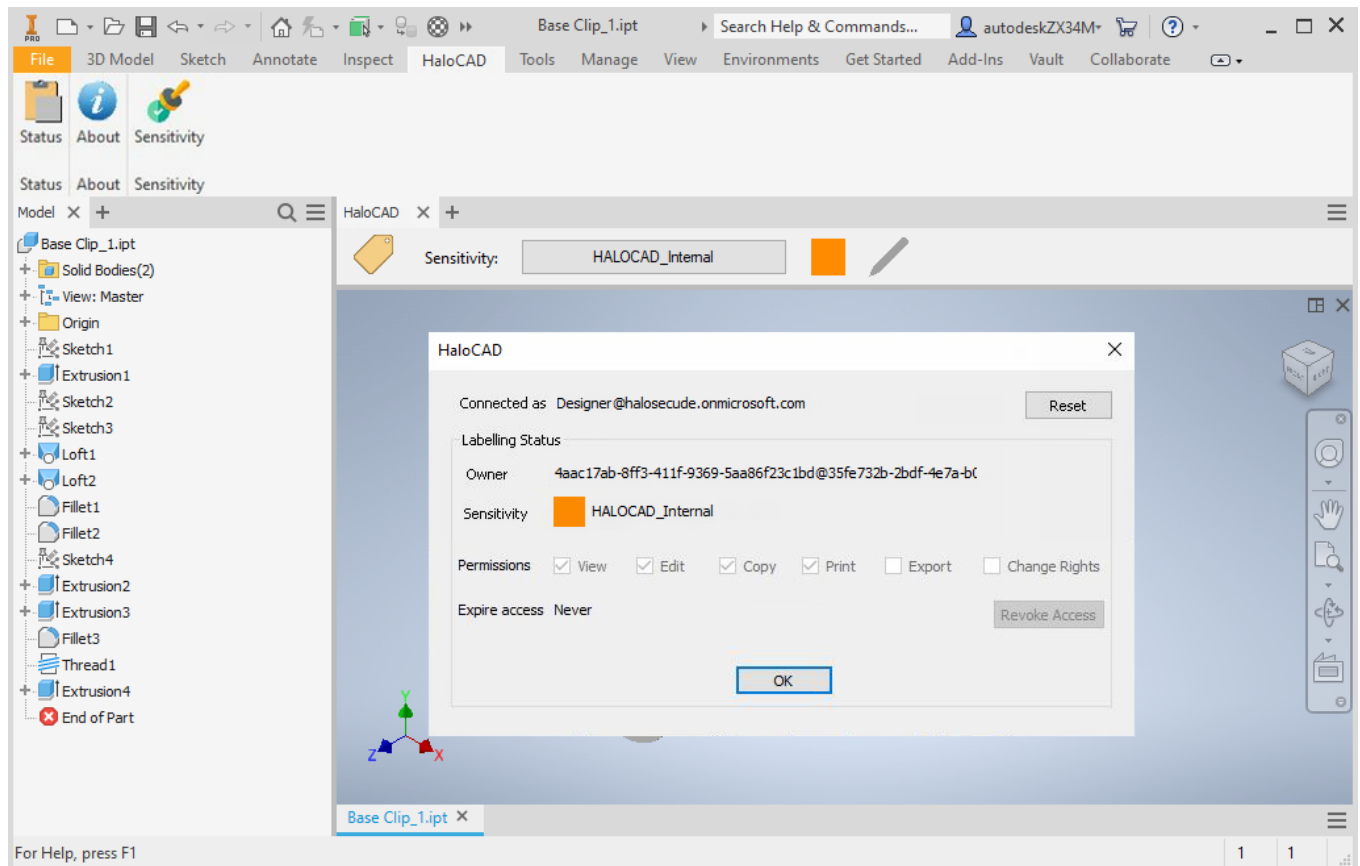 PRO
Base Clip_1.ipt
Search Help & Commands...
autodeskZX34M
File 3D Model Sketch Annotate Inspect HaloCAD Tools Manage View Environments Get Started Add-Ins Vault Collaborate
Status About Sensitivity
Status About Sensitivity
Model
HaloCAD
Base Clip_1.ipt
Solid Bodies(2)
View: Master
Origin
Sketch1
Extrusion1
Sketch2
Sketch3
Loft1
Loft2
Fillet1
Fillet2
Sketch4
Extrusion2
Extrusion3
Fillet3
Thread1
Extrusion4
End of Part
Sensitivity: HALOCAD_Internal
HaloCAD
Connected as Designer@halosecude.onmicrosoft.com Reset
Labelling Status
Owner 4aac17ab-8ff3-411f-9369-5aa86f23c1bd@35fe732b-2bdf-4e7a-b0
Sensitivity HALOCAD_Internal
Permissions View Edit Copy Print Export Change Rights
Expire access Never Revoke Access
OK
Y
Z X
Base Clip_1.ipt
For Help, press F1
1 1